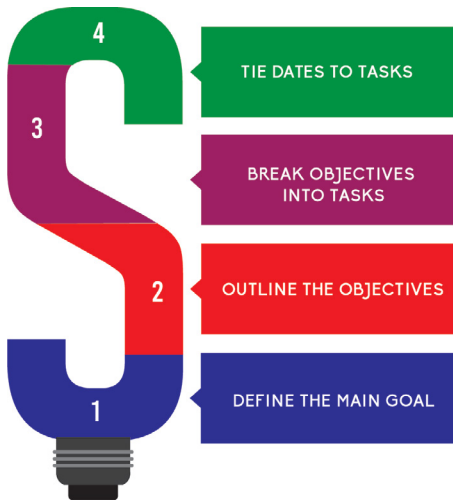 4
TIE DATES TO TASKS
3
BREAK OBJECTIVES
INTO TASKS
2
OUTLINE THE OBJECTIVES
1
DEFINE THE MAIN GOAL